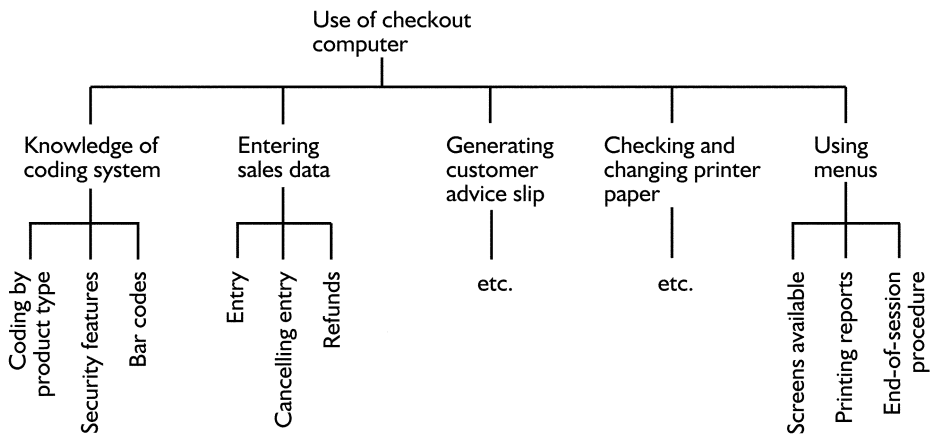 Use of checkout
computer
Knowledge of
coding system
Entering
sales data
Generating
customer
advice slip
Checking and
changing printer
paper
Using
menus
Coding by
product type
Security features
Bar codes
Entry
Cancelling entry
Refunds
etc.
etc.
Screens available
Printing reports
End-of-session
procedure